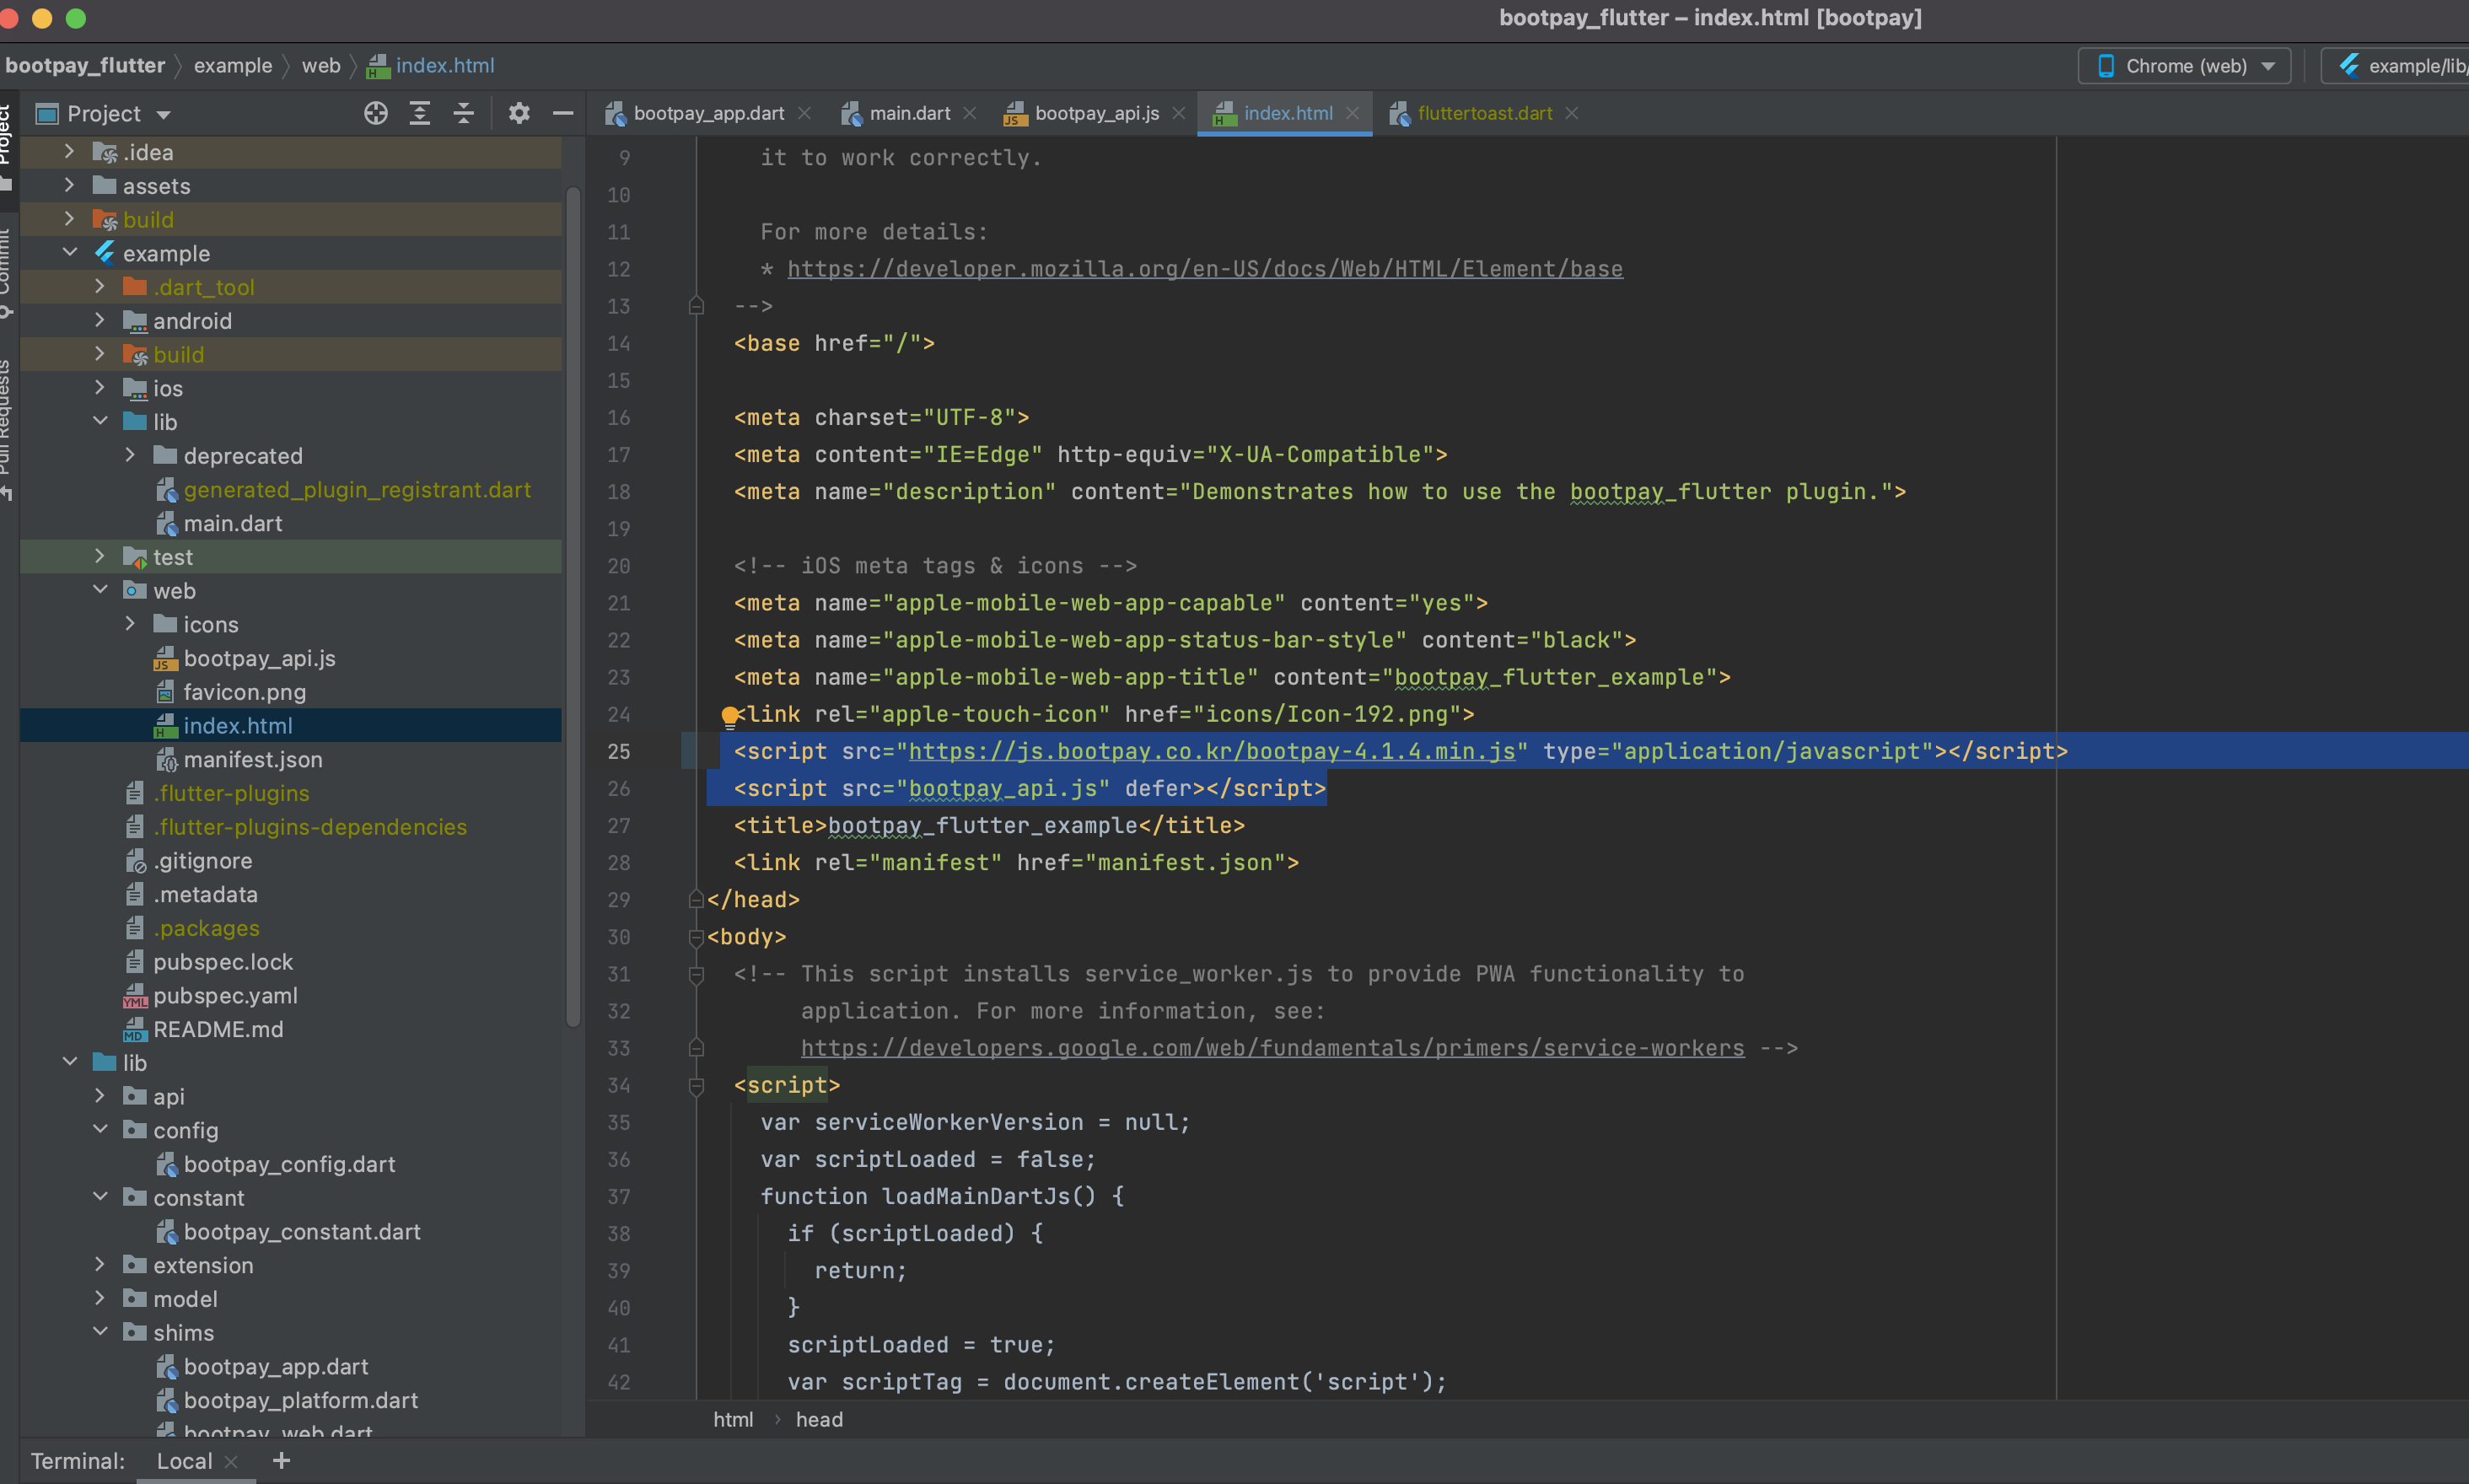 bootpay_flutter – index.html [bootpay]
bootpay_flutter example web index.html
Chrome (web)
example/lib/
Project
Commit
Pull Requests
Project
bootpay_app.dart main.dart bootpay_api.js index.html fluttertoast.dart
.idea
assets
build
example
.dart_tool
android
build
ios
lib
deprecated
generated_plugin_registrant.dart
main.dart
test
web
icons
bootpay_api.js
favicon.png
index.html
manifest.json
.flutter-plugins
.flutter-plugins-dependencies
.gitignore
.metadata
.packages
pubspec.lock
pubspec.yaml
README.md
lib
api
config
bootpay_config.dart
constant
bootpay_constant.dart
extension
model
shims
bootpay_app.dart
bootpay_platform.dart
bootpay_web.dart
9 it to work correctly.
10
11 For more details:
12 * https://developer.mozilla.org/en-US/docs/Web/HTML/Element/base
13 -->
14 <base href="/">
15
16 <meta charset="UTF-8">
17 <meta content="IE=Edge" http-equiv="X-UA-Compatible">
18 <meta name="description" content="Demonstrates how to use the bootpay_flutter plugin.">
19
20 <!-- iOS meta tags & icons -->
21 <meta name="apple-mobile-web-app-capable" content="yes">
22 <meta name="apple-mobile-web-app-status-bar-style" content="black">
23 <meta name="apple-mobile-web-app-title" content="bootpay_flutter_example">
24 <link rel="apple-touch-icon" href="icons/Icon-192.png">
25 <script src="https://js.bootpay.co.kr/bootpay-4.1.4.min.js" type="application/javascript"></script>
26 <script src="bootpay_api.js" defer></script>
27 <title>bootpay_flutter_example</title>
28 <link rel="manifest" href="manifest.json">
29 </head>
30 <body>
31 <!-- This script installs service_worker.js to provide PWA functionality to
32 application. For more information, see:
33 https://developers.google.com/web/fundamentals/primers/service-workers -->
34 <script>
35 var serviceWorkerVersion = null;
36 var scriptLoaded = false;
37 function loadMainDartJs() {
38 if (scriptLoaded) {
39 return;
40 }
41 scriptLoaded = true;
42 var scriptTag = document.createElement('script');
html head
Terminal: Local +